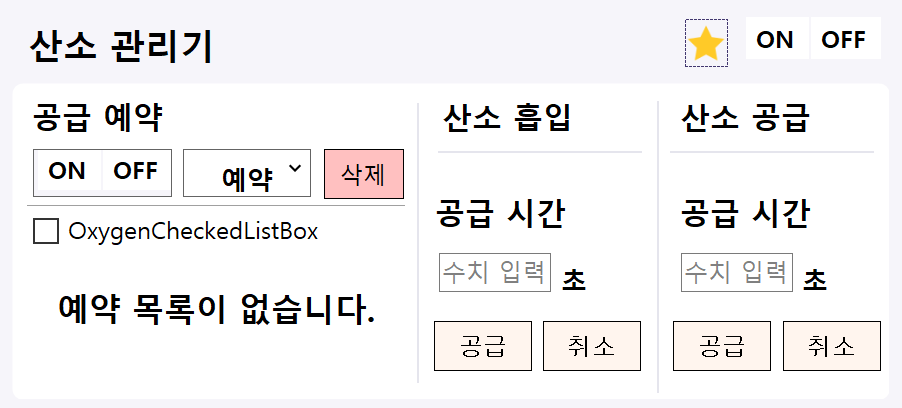 산소 관리기
ON OFF
공급 예약
ON OFF 예약 삭제
OxygenCheckedListBox
예약 목록이 없습니다.
산소 흡입
공급 시간
수치 입력 초
공급 취소
산소 공급
공급 시간
수치 입력 초
공급 취소